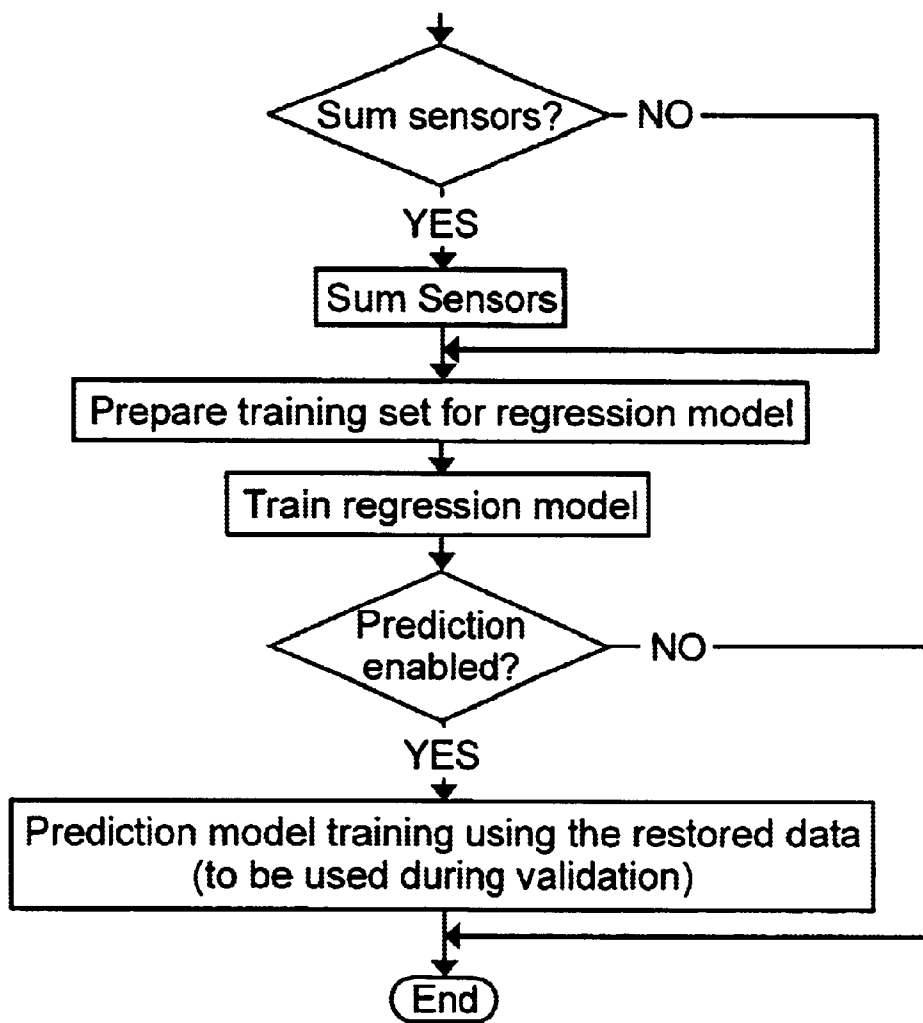 Sum sensors?
NO
YES
Sum Sensors
Prepare training set for regression model
Train regression model
Prediction
enabled?
NO
YES
Prediction model training using the restored data
(to be used during validation)
End